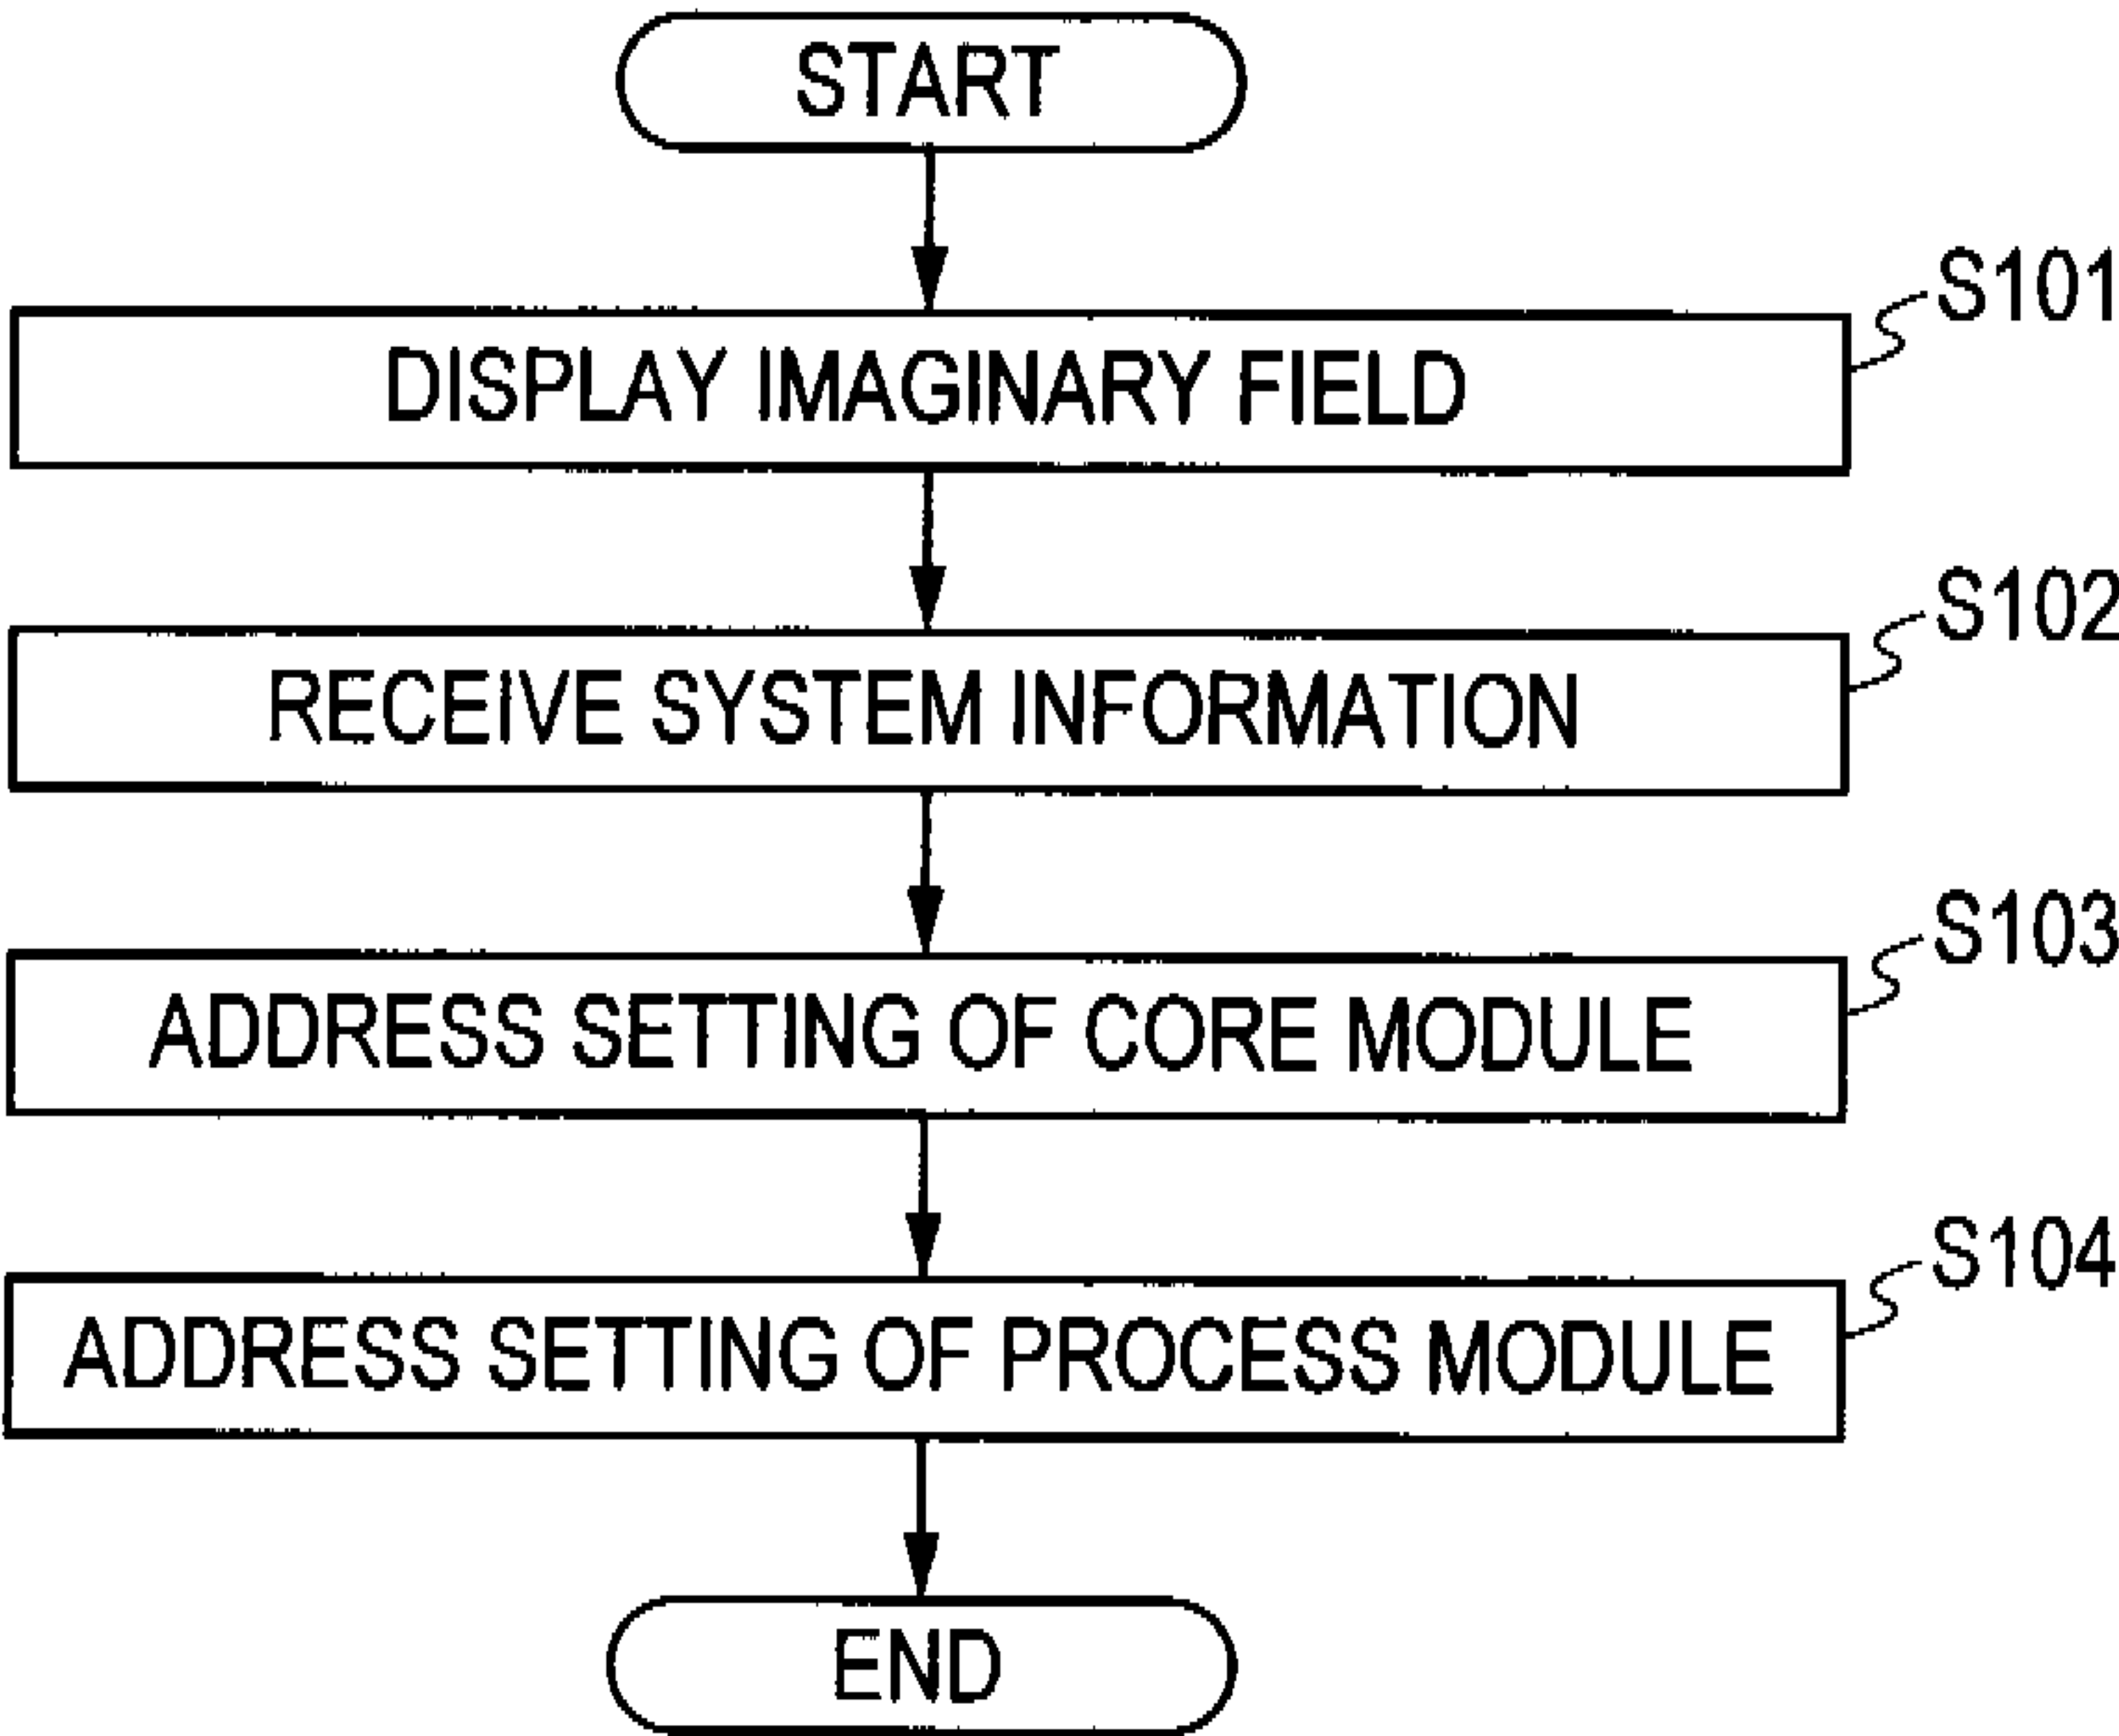 START
S101
DISPLAY IMAGINARY FIELD
S102
RECEIVE SYSTEM INFORMATION
S103
ADDRESS SETTING OF CORE MODULE
S104
ADDRESS SETTING OF PROCESS MODULE
END